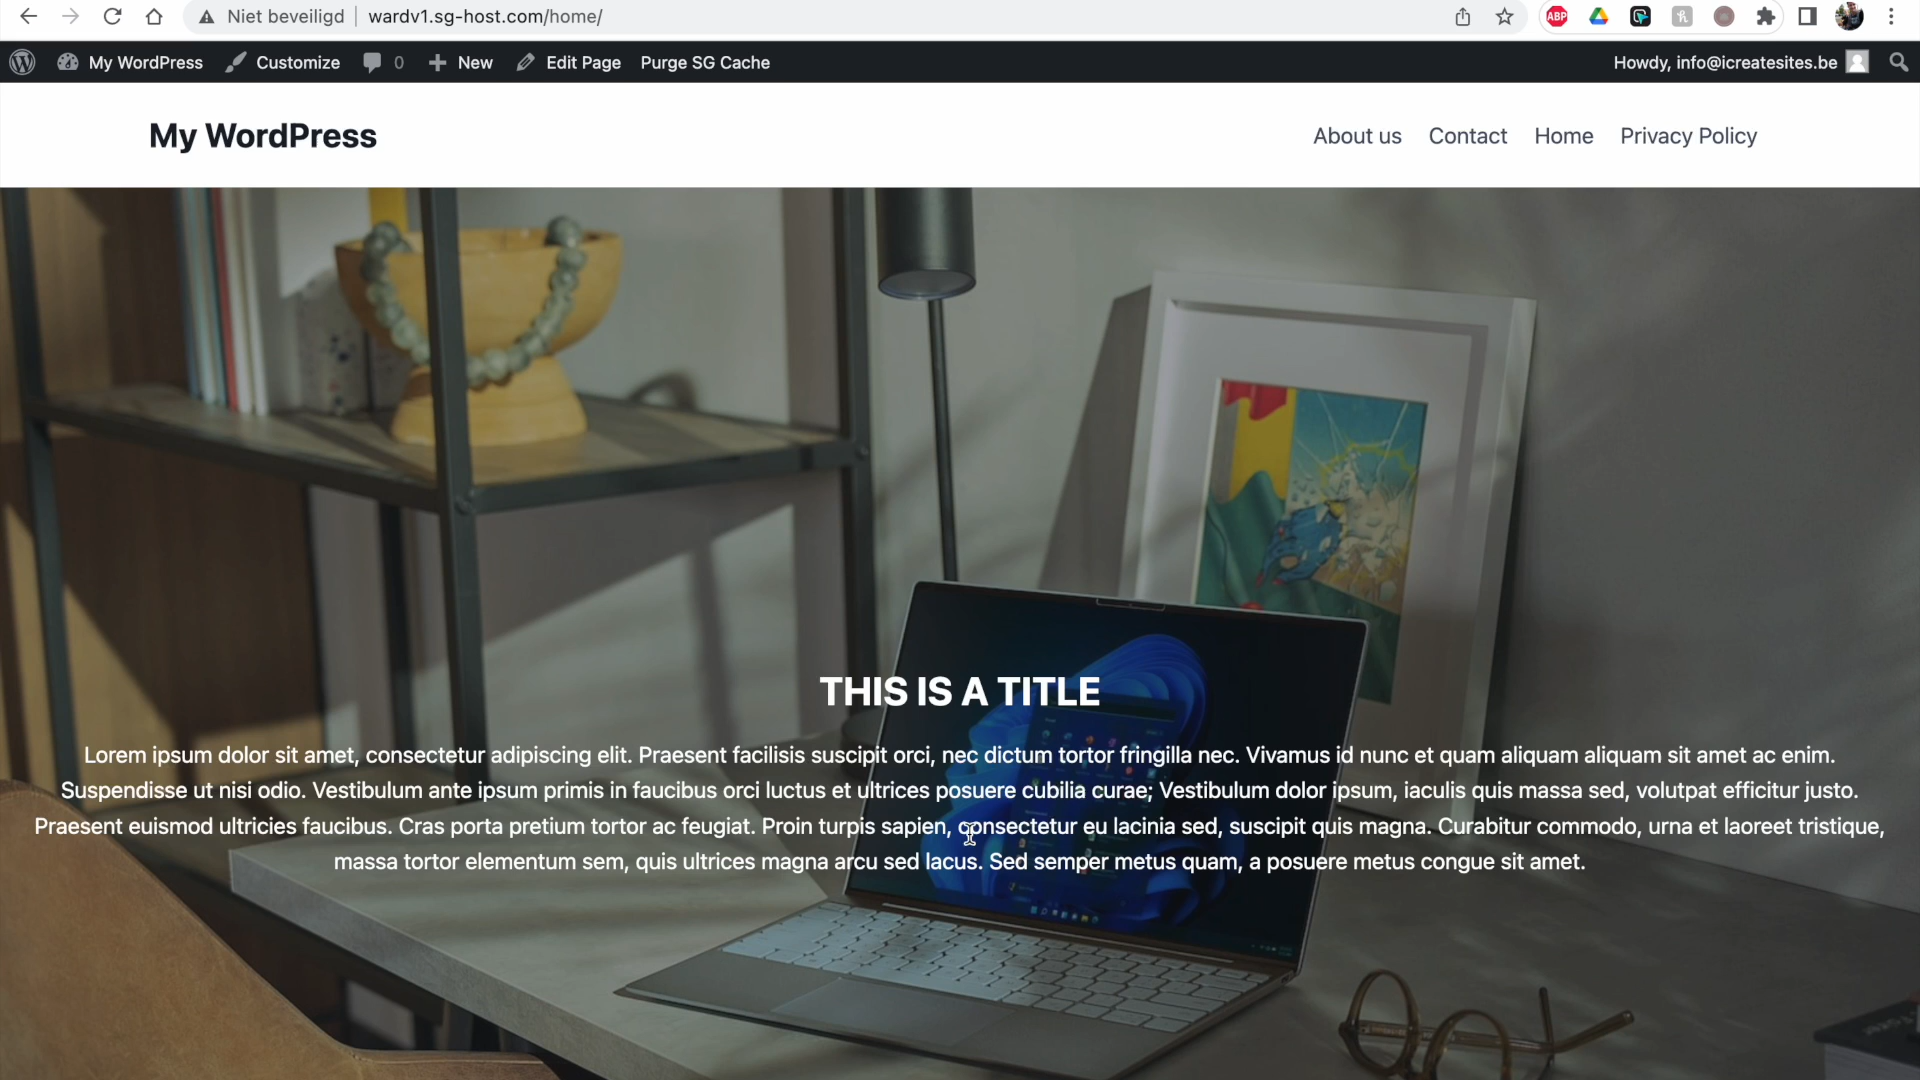 Niet beveiligd wardv1.sg-host.com/home/
ABP
My WordPress Customize 0 New Edit Page Purge SG Cache Howdy, info@icreatesites.be
My WordPress
About us Contact Home Privacy Policy
THIS IS A TITLE
Lorem ipsum dolor sit amet, consectetur adipiscing elit. Praesent facilisis suscipit orci, nec dictum tortor fringilla nec. Vivamus id nunc et quam aliquam aliquam sit amet ac enim.
Suspendisse ut nisi odio. Vestibulum ante ipsum primis in faucibus orci luctus et ultrices posuere cubilia curae; Vestibulum dolor ipsum, iaculis quis massa sed, volutpat efficitur justo.
Praesent euismod ultricies faucibus. Cras porta pretium tortor ac feugiat. Proin turpis sapien, consectetur eu lacinia sed, suscipit quis magna. Curabitur commodo, urna et laoreet tristique,
massa tortor elementum sem, quis ultrices magna arcu sed lacus. Sed semper metus quam, a posuere metus congue sit amet.